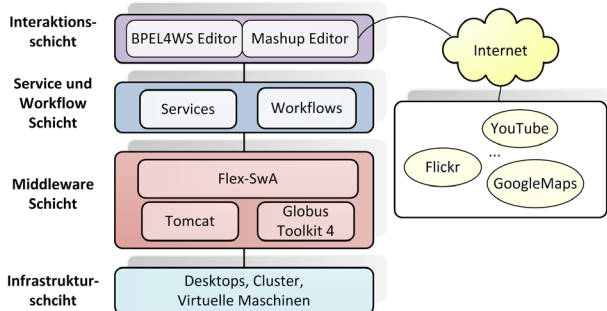 Interaktions-
schicht
BPEL4WS Editor
Mashup Editor
Internet
Service und
Workflow
Schicht
Services
Workflows
YouTube
...
Flickr
GoogleMaps
Middleware
Schicht
Flex-SwA
Tomcat
Globus
Toolkit 4
Infrastruktur-
schciht
Desktops, Cluster,
Virtuelle Maschinen